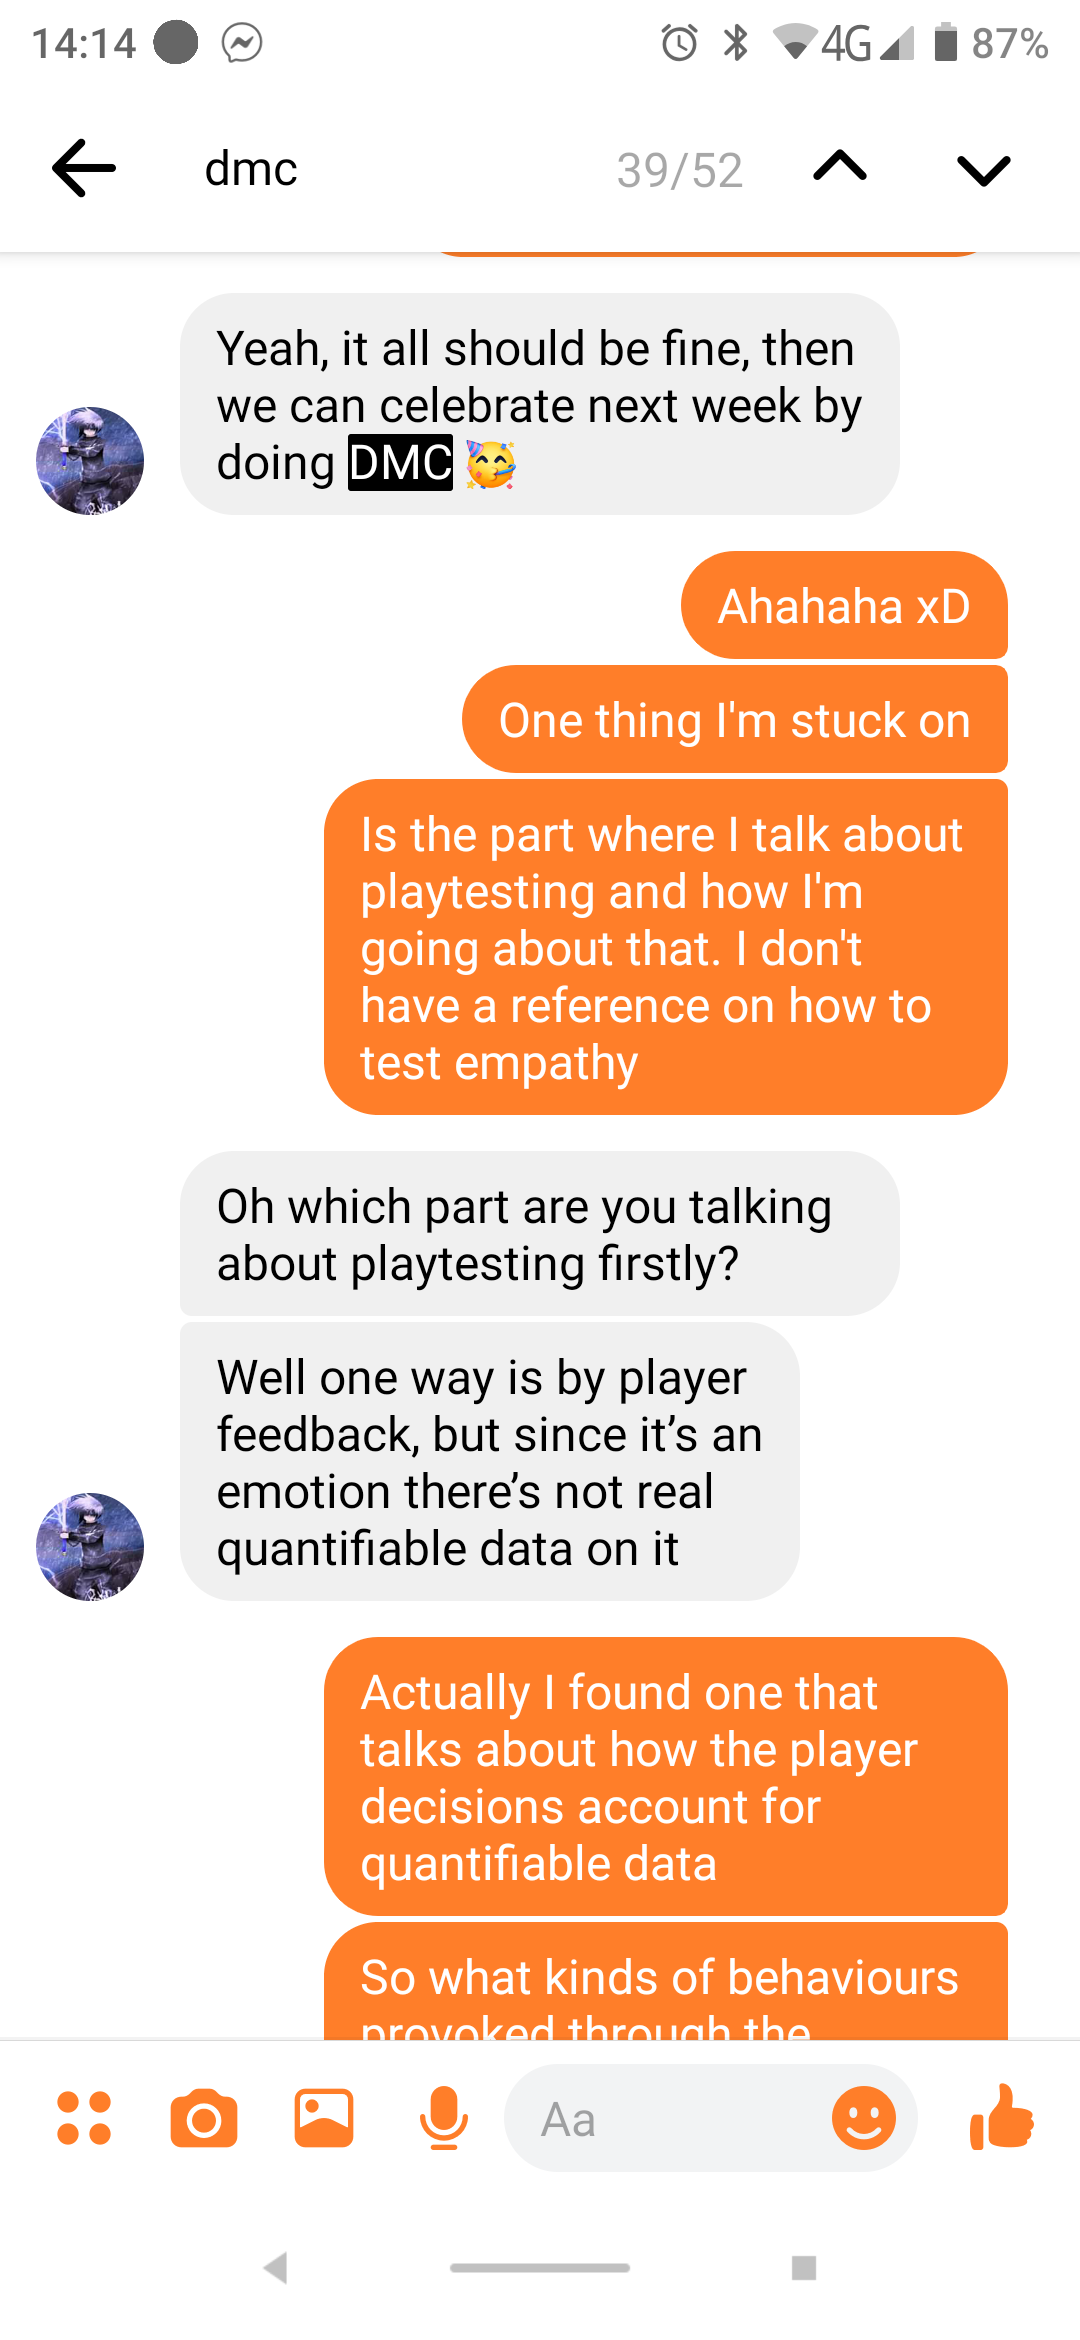 14:14
4G
87%
dmc
39/52
Yeah, it all should be fine, then
we can celebrate next week by
doing DMC 🥳
Ahahaha xD
One thing I'm stuck on
Is the part where I talk about
playtesting and how I'm
going about that. I don't
have a reference on how to
test empathy
Oh which part are you talking
about playtesting firstly?
Well one way is by player
feedback, but since it’s an
emotion there’s not real
quantifiable data on it
Actually I found one that
talks about how the player
decisions account for
quantifiable data
So what kinds of behaviours
provoked through the
Aa